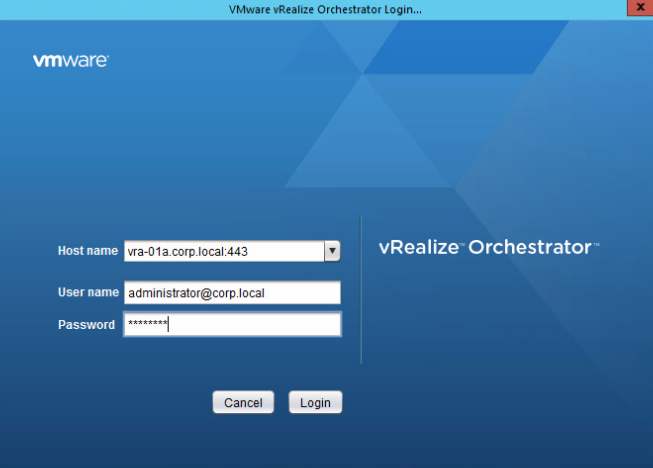 VMware vRealize Orchestrator Login...
x
vmware®
Host name vra-01a.corp.local:443
vRealize™ Orchestrator™
User name administrator@corp.local
Password ********
Cancel Login